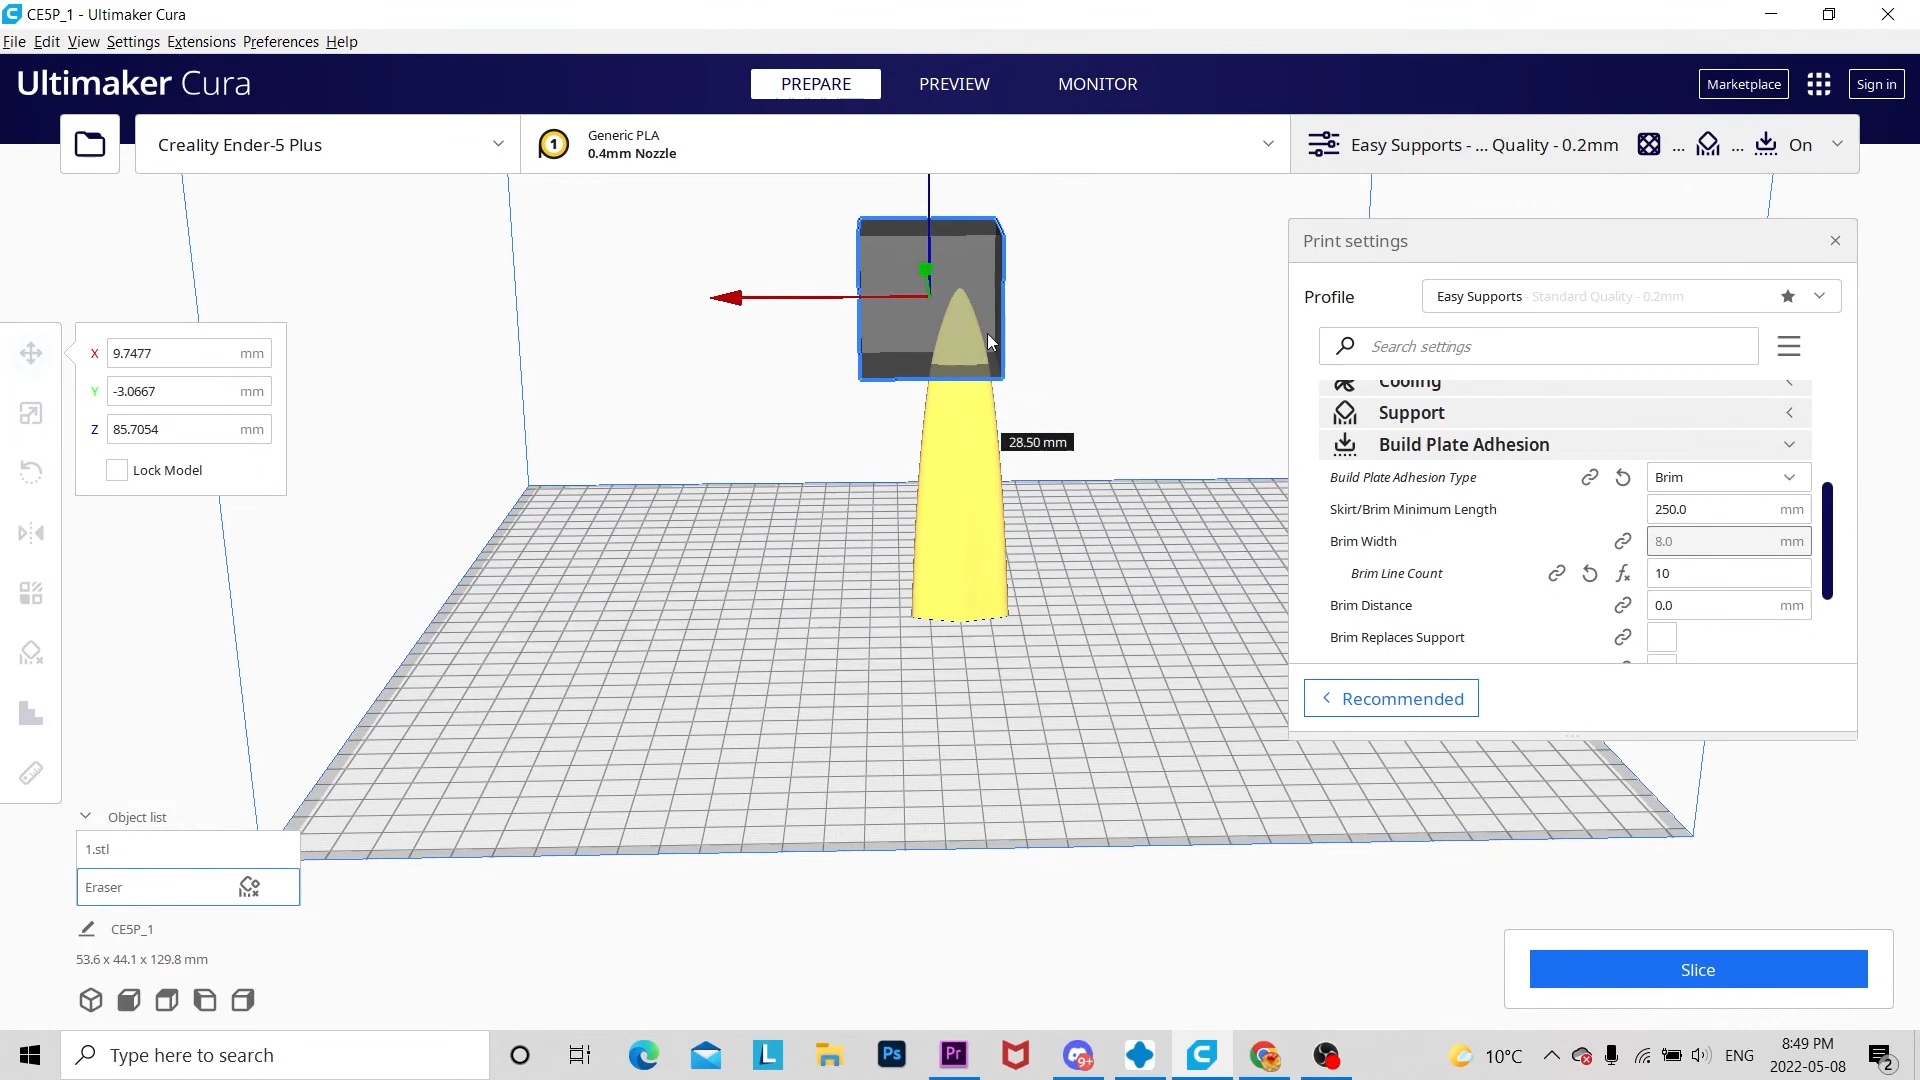 CE5P_1 - Ultimaker Cura
File Edit View Settings Extensions Preferences Help
Ultimaker Cura
PREPARE
PREVIEW
MONITOR
Marketplace
Sign in
Creality Ender-5 Plus
1
Generic PLA
0.4mm Nozzle
Easy Supports - ... Quality - 0.2mm
...
...
On
Print settings
Profile
Easy Supports - Standard Quality - 0.2mm
Search settings
Cooling
Support
Build Plate Adhesion
Build Plate Adhesion Type
Brim
Skirt/Brim Minimum Length
250.0 mm
Brim Width
8.0 mm
Brim Line Count
10
Brim Distance
0.0 mm
Brim Replaces Support
Recommended
X 9.7477 mm
Y -3.0667 mm
Z 85.7054 mm
Lock Model
28.50 mm
Object list
1.stl
Eraser
CE5P_1
53.6 x 44.1 x 129.8 mm
Slice
Type here to search
L
Ps
Pr
9+
10°C
ENG
8:49 PM
2022-05-08
2